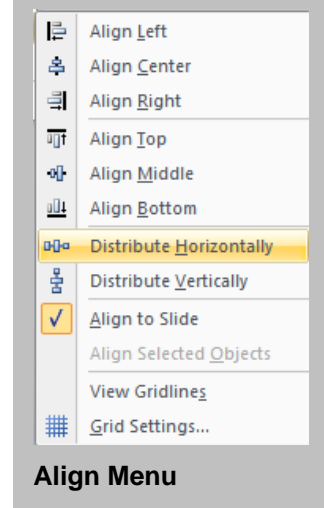 Align Left
Align Center
Align Right
Align Top
Align Middle
Align Bottom
Distribute Horizontally
Distribute Vertically
Align to Slide
Align Selected Objects
View Gridlines
Grid Settings...
Align Menu